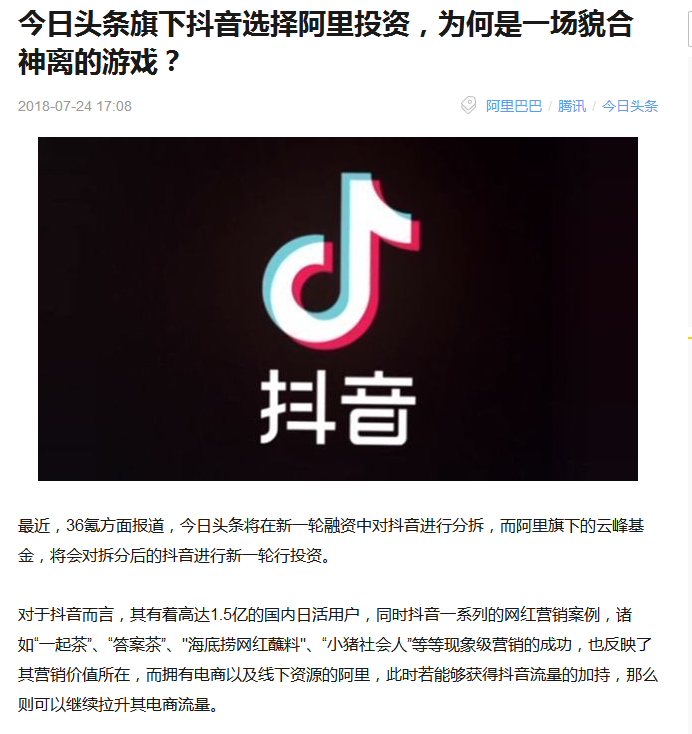 今日头条旗下抖音选择阿里投资，为何是一场貌合
神离的游戏？
2018-07-24 17:08
阿里巴巴 / 腾讯 / 今日头条
抖音
最近，36氪方面报道，今日头条将在新一轮融资中对抖音进行分拆，而阿里旗下的云峰基
金，将会对拆分后的抖音进行新一轮行投资。
对于抖音而言，其有着高达1.5亿的国内日活用户，同时抖音一系列的网红营销案例，诸
如“一起茶”、“答案茶”、"海底捞网红蘸料"、“小猪社会人”等等现象级营销的成功，也反映了
其营销价值所在，而拥有电商以及线下资源的阿里，此时若能够获得抖音流量的加持，那么
则可以继续拉升其电商流量。